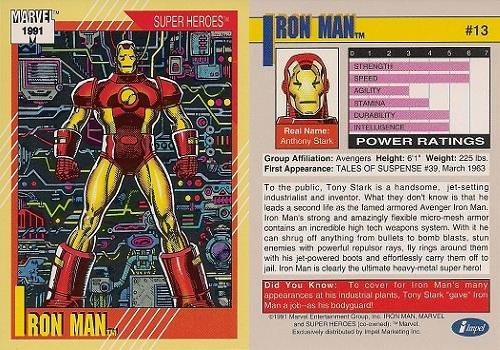 MARVEL™
1991
SUPER HEROES™
IRON MAN™
IRON MAN™
#13
0 1 2 3 4 5 6 7
STRENGTH
SPEED
AGILITY
STAMINA
DURABILITY
INTELLIGENCE
POWER RATINGS
Real Name:
Anthony Stark
Group Affiliation: Avengers Height: 6'1" Weight: 225 lbs.
First Appearance: TALES OF SUSPENSE #39, March 1963
To the public, Tony Stark is a handsome, jet-setting
industrialist and inventor. What they don't know is that he
leads a second life as the famed armored Avenger Iron Man.
Iron Man's strong and amazingly flexible micro-mesh armor
contains an incredible high tech weapons system. With it he
can shrug off anything from bullets to bomb blasts, stun
enemies with powerful repulsor rays, fly rings around them
with his jet-powered boots and effortlessly carry them off to
jail. Iron Man is clearly the ultimate heavy-metal super hero!
Did You Know: To cover for Iron Man's many
appearances at his industrial plants, Tony Stark "gave" Iron
Man a job–as his bodyguard!
©1991 Marvel Entertainment Group, Inc. IRON MAN, MARVEL
and SUPER HEROES (co-owned): ™ Marvel.
Exclusively distributed by Impel Marketing Inc.
impel